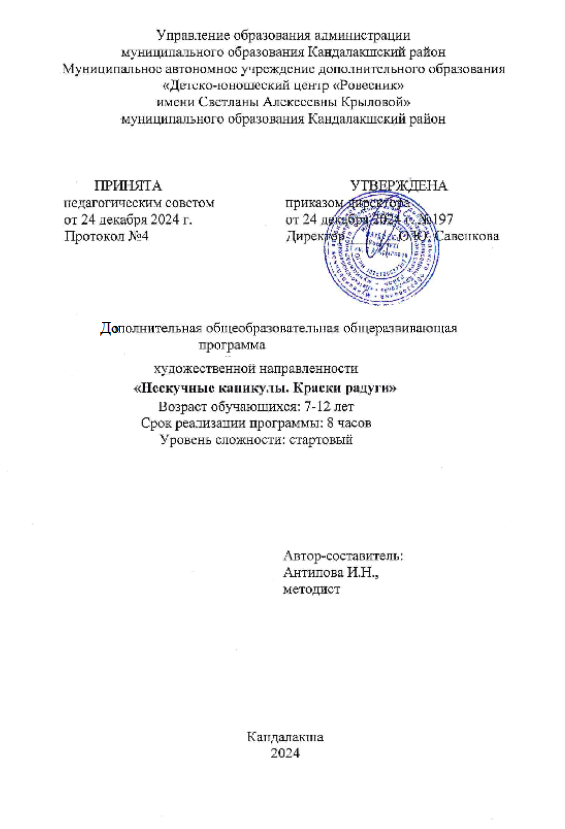 Управление образования администрации
муниципального образования Кандалакшский район
Муниципальное автономное учреждение дополнительного образования
«Детско-юношеский центр «Ровесник»
имени Светланы Алексеевны Крыловой»
муниципального образования Кандалакшский район
ПРИНЯТА
педагогическим советом
от 24 декабря 2024 г.
Протокол №4
УТВЕРЖДЕНА
приказом директора
от 24 декабря 2024 г. №197
Директор О.Ю. Савенкова
Дополнительная общеобразовательная общеразвивающая
программа
художественной направленности
«Нескучные каникулы. Краски радуги»
Возраст обучающихся: 7-12 лет
Срок реализации программы: 8 часов
Уровень сложности: стартовый
Автор-составитель:
Антипова И.Н.,
методист
Кандалакша
2024